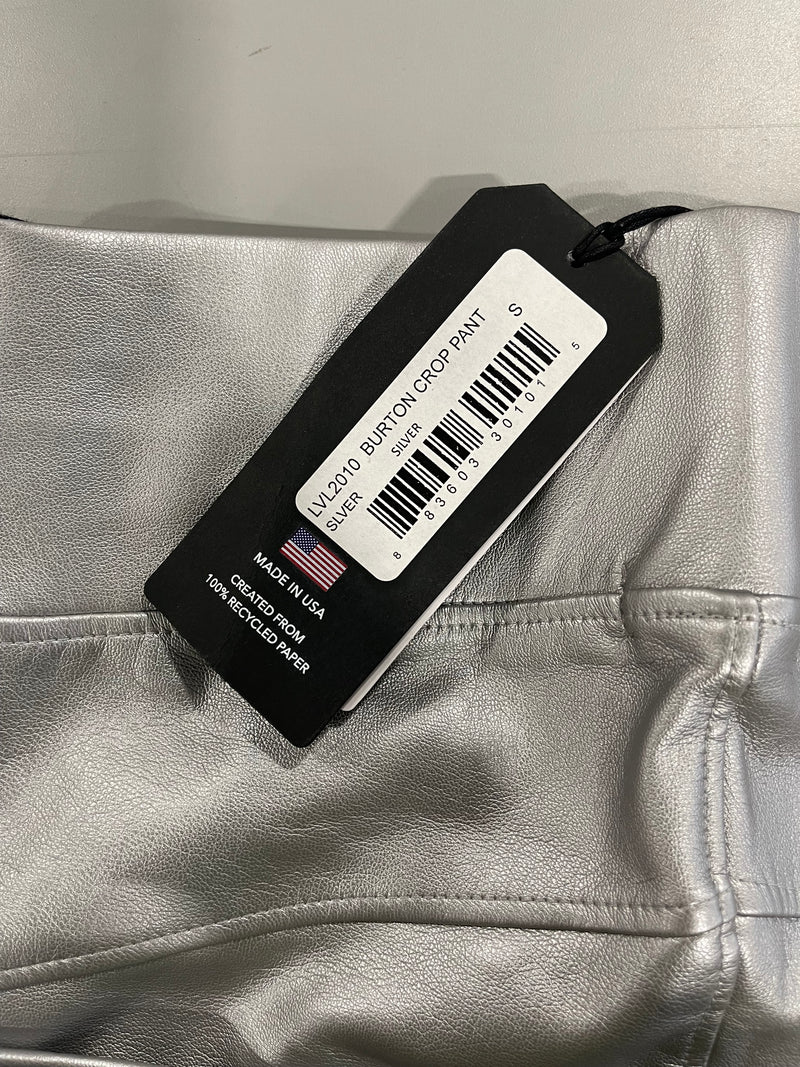 LVL2010 BURTON CROP PANT S
SLVER SILVER
8 83603 30101 5
MADE IN USA
CREATED FROM
100% RECYCLED PAPER